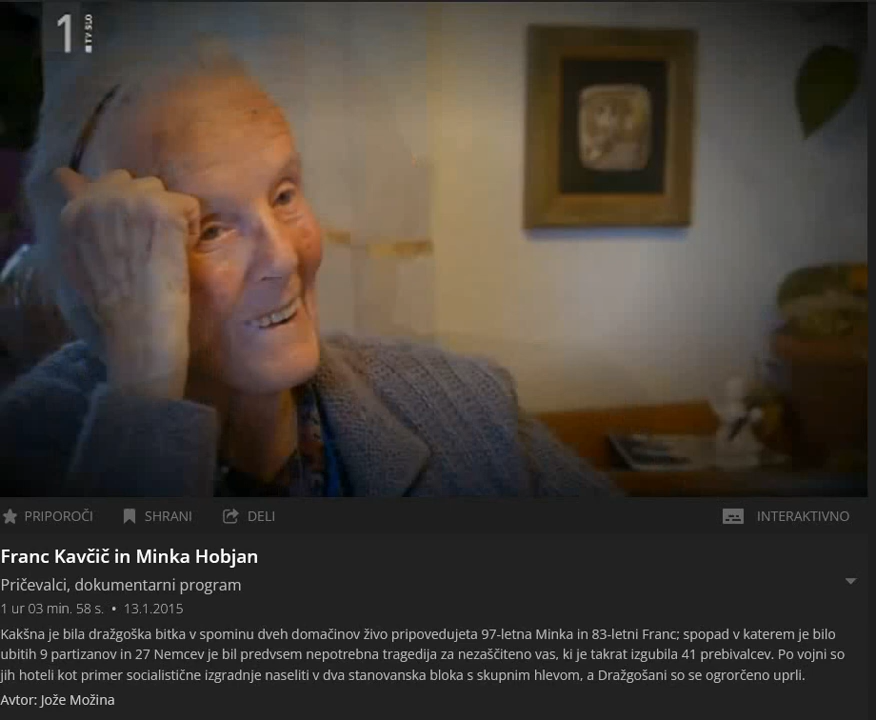 1 TV SLO
PRIPOROČI SHRANI DELI INTERAKTIVNO
Franc Kavčič in Minka Hobjan
Pričevalci, dokumentarni program
1 ur 03 min. 58 s. • 13.1.2015
Kakšna je bila dražgoška bitka v spominu dveh domačinov živo pripovedujeta 97-letna Minka in 83-letni Franc; spopad v katerem je bilo
ubitih 9 partizanov in 27 Nemcev je bil predvsem nepotrebna tragedija za nezaščiteno vas, ki je takrat izgubila 41 prebivalcev. Po vojni so
jih hoteli kot primer socialistične izgradnje naseliti v dva stanovanska bloka s skupnim hlevom, a Dražgošani so se ogrorčeno uprli.
Avtor: Jože Možina